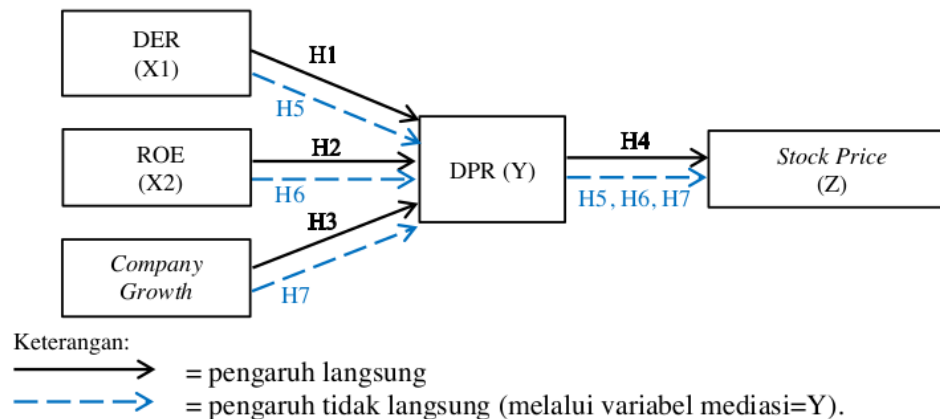 DER
(X1)
H1
H5
ROE
(X2)
H2
H6
DPR (Y)
H4
H5, H6, H7
Stock Price
(Z)
Company
Growth
H3
H7
Keterangan:
= pengaruh langsung
= pengaruh tidak langsung (melalui variabel mediasi=Y).